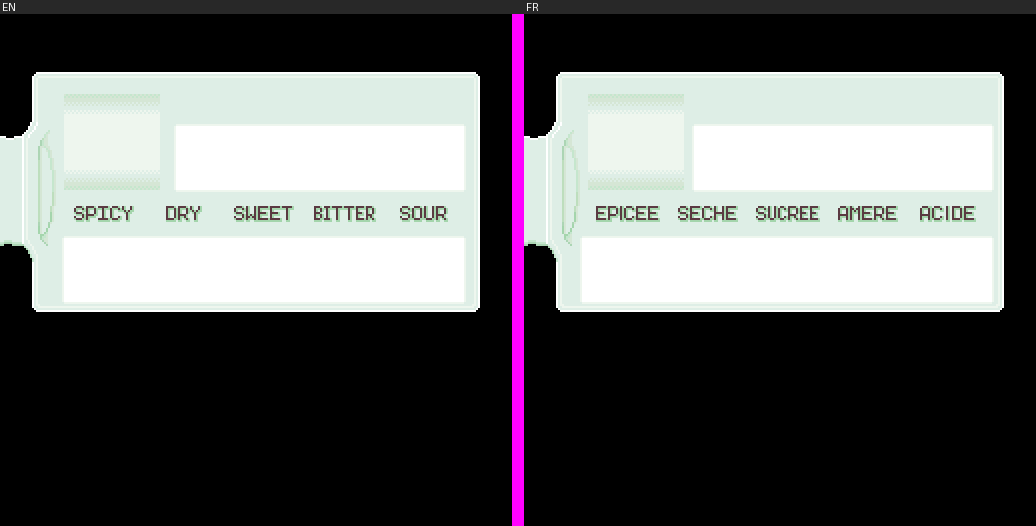 EN
FR
SPICY DRY SWEET BITTER SOUR
EPICEE SECHE SUCREE AMERE ACIDE